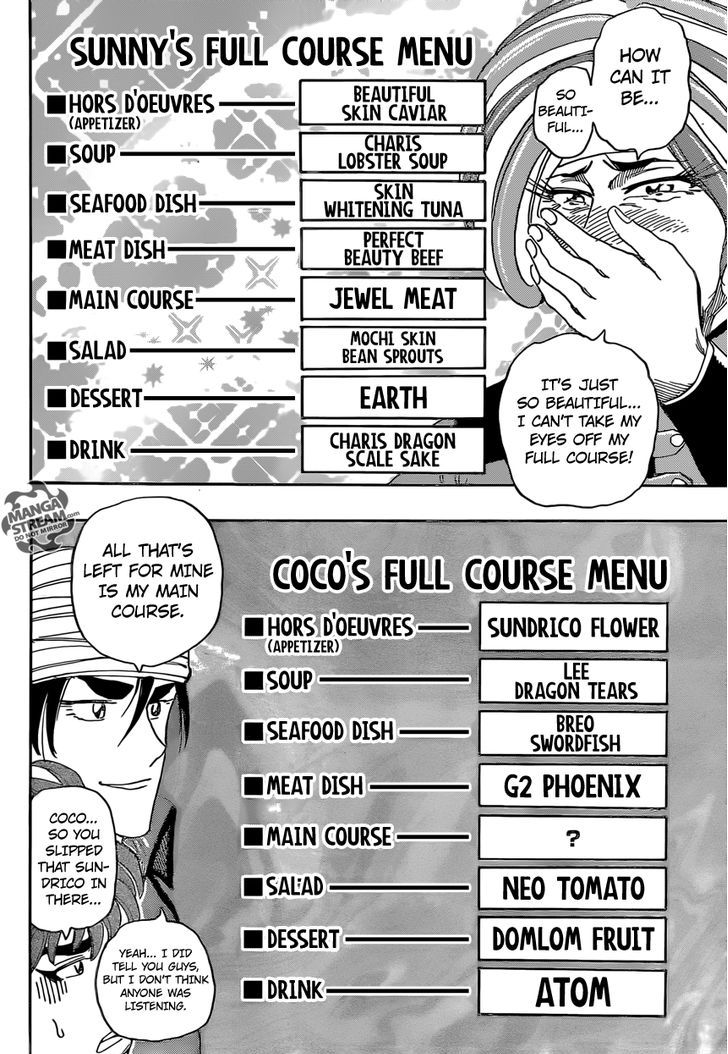 SUNNY'S FULL COURSE MENU
HOW
CAN IT
BE...
SO
BEAUTI-
FUL...
■HORS D'OEUVRES
(APPETIZER)
BEAUTIFUL
SKIN CAVIAR
■SOUP
CHARIS
LOBSTER SOUP
■SEAFOOD DISH
SKIN
WHITENING TUNA
■MEAT DISH
PERFECT
BEAUTY BEEF
■MAIN COURSE
JEWEL MEAT
■SALAD
MOCHI SKIN
BEAN SPROUTS
■DESSERT
EARTH
■DRINK
CHARIS DRAGON
SCALE SAKE
IT'S JUST
SO BEAUTIFUL...
I CAN'T TAKE MY
EYES OFF MY
FULL COURSE!
MANGA
STREAM.com
DO NOT MIRROR
ALL THAT'S
LEFT FOR MINE
IS MY MAIN
COURSE.
COCO'S FULL COURSE MENU
■HORS D'OEUVRES
(APPETIZER)
SUNDRICO FLOWER
■SOUP
LEE
DRAGON TEARS
■SEAFOOD DISH
BREO
SWORDFISH
■MEAT DISH
G2 PHOENIX
■MAIN COURSE
?
■SALAD
NEO TOMATO
■DESSERT
DOMLOM FRUIT
■DRINK
ATOM
COCO...
SO YOU
SLIPPED
THAT SUN-
DRICO IN
THERE...
YEAH... I DID
TELL YOU GUYS,
BUT I DON'T THINK
ANYONE WAS
LISTENING.